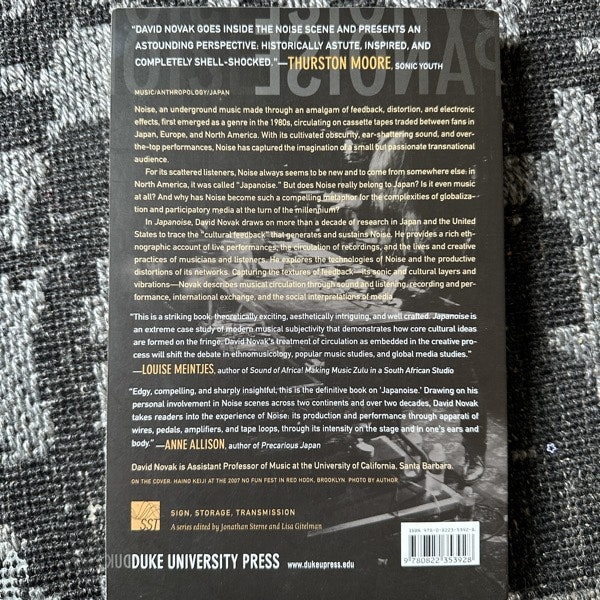 "DAVID NOVAK GOES INSIDE THE NOISE SCENE AND PRESENTS AN
ASTOUNDING PERSPECTIVE: HISTORICALLY ASTUTE, INSPIRED, AND
COMPLETELY SHELL-SHOCKED."—THURSTON MOORE, SONIC YOUTH
MUSIC/ANTHROPOLOGY/JAPAN
Noise, an underground music made through an amalgam of feedback, distortion, and electronic
effects, first emerged as a genre in the 1980s, circulating on cassette tapes traded between fans in
Japan, Europe, and North America. With its cultivated obscurity, ear-shattering sound, and over-
the-top performances, Noise has captured the imagination of a small but passionate transnational
audience.
For its scattered listeners, Noise always seems to be new and to come from somewhere else: in
North America, it was called "Japanoise." But does Noise really belong to Japan? Is it even music
at all? And why has Noise become such a compelling metaphor for the complexities of globaliza-
tion and participatory media at the turn of the millennium?
In Japanoise, David Novak draws on more than a decade of research in Japan and the United
States to trace the "cultural feedback" that generates and sustains Noise. He provides a rich eth-
nographic account of live performances, the circulation of recordings, and the lives and creative
practices of musicians and listeners. He explores the technologies of Noise and the productive
distortions of its networks. Capturing the textures of feedback—its sonic and cultural layers and
vibrations—Novak describes musical circulation through sound and listening, recording and per-
formance, international exchange, and the social interpretations of media.
"This is a striking book: theoretically exciting, aesthetically intriguing, and well crafted. Japanoise is
an extreme case study of modern musical subjectivity that demonstrates how core cultural ideas
are formed on the fringe. David Novak's treatment of circulation as embedded in the creative pro-
cess will shift the debate in ethnomusicology, popular music studies, and global media studies."
—LOUISE MEINTJES, author of Sound of Africa! Making Music Zulu in a South African Studio
"Edgy, compelling, and sharply insightful, this is the definitive book on 'Japanoise.' Drawing on his
personal involvement in Noise scenes across two continents and over two decades, David Novak
takes readers into the experience of Noise: its production and performance through apparati of
wires, pedals, amplifiers, and tape loops, through its intensity on the stage and in one's ears and
body."—ANNE ALLISON, author of Precarious Japan
David Novak is Assistant Professor of Music at the University of California, Santa Barbara.
ON THE COVER: HAINO KEIJI AT THE 2007 NO FUN FEST IN RED HOOK, BROOKLYN. PHOTO BY AUTHOR.
SST
SIGN, STORAGE, TRANSMISSION
A series edited by Jonathan Sterne and Lisa Gitelman
DUKE UNIVERSITY PRESS www.dukeupress.edu
ISBN 978-0-8223-5392-8
9 780822 353928